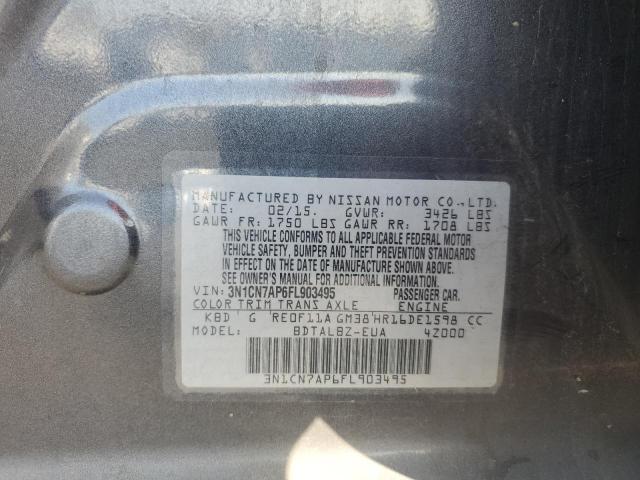 MANUFACTURED BY NISSAN MOTOR CO., LTD.
DATE: 02/15. GVWR: 3426 LBS
GAWR FR: 1750 LBS GAWR RR: 1708 LBS
THIS VEHICLE CONFORMS TO ALL APPLICABLE FEDERAL MOTOR
VEHICLE SAFETY, BUMPER AND THEFT PREVENTION STANDARDS
IN EFFECT ON THE DATE OF MANUFACTURE SHOWN ABOVE.
SEE OWNER'S MANUAL FOR ADDITIONAL INFORMATION
VIN: 3N1CN7AP6FL903495 PASSENGER CAR.
COLOR TRIM TRANS AXLE ENGINE
KBD G RE0F11A GM38 HR16DE1598 CC
MODEL: BDTALBZ-EUA 4Z000
3N1CN7AP6FL903495